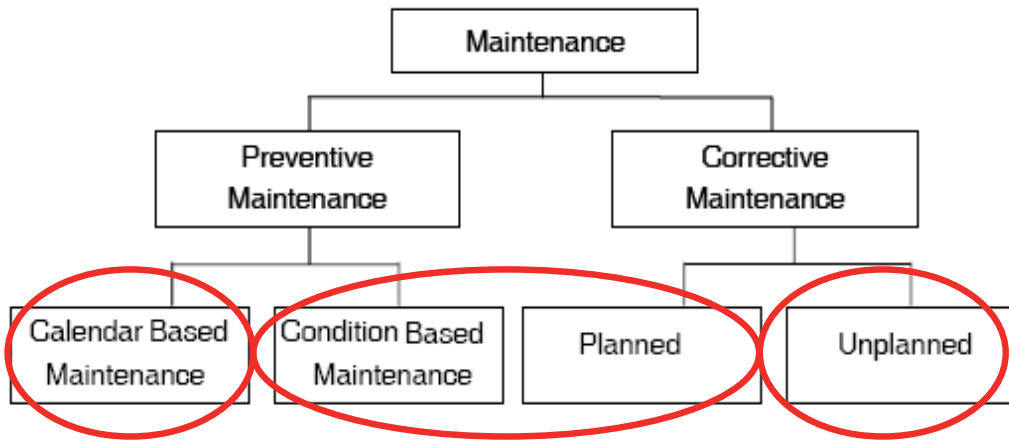 Maintenance
Preventive
Maintenance
Corrective
Maintenance
Calendar Based
Maintenance
Condition Based
Maintenance
Planned
Unplanned